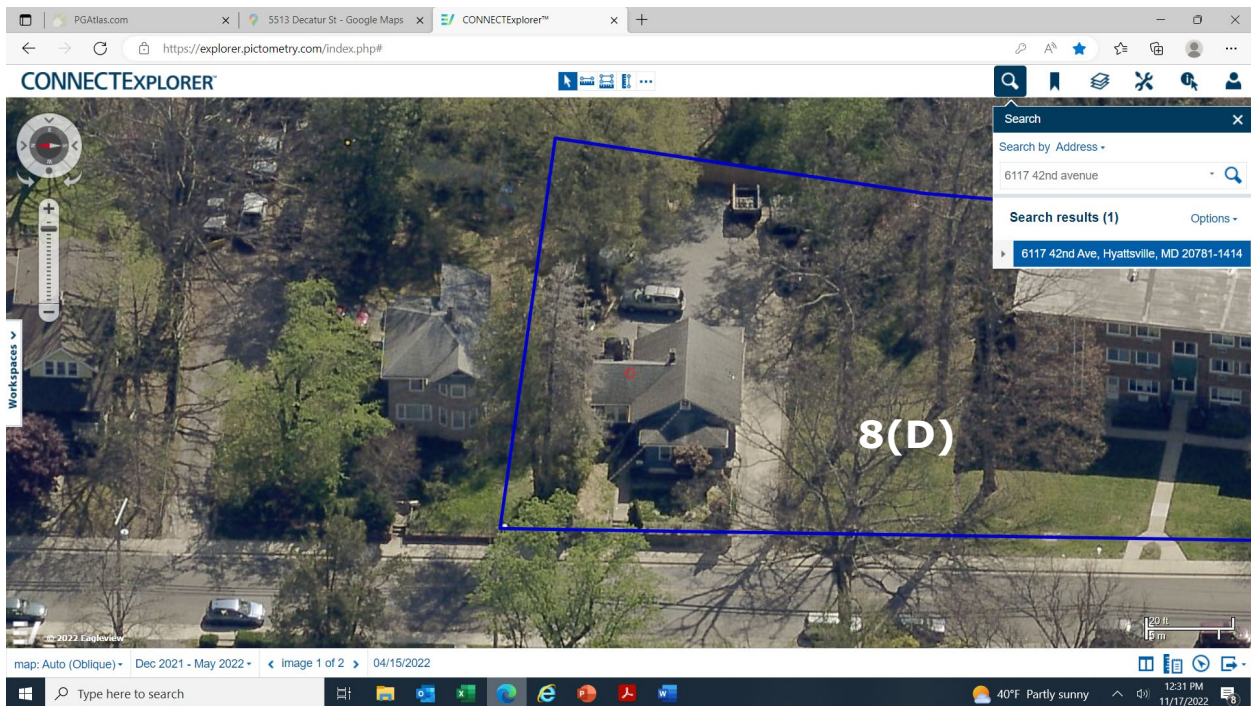 PGAtlas.com
5513 Decatur St - Google Maps
CONNECTExplorer™
https://explorer.pictometry.com/index.php#
CONNECTEXPLORER™
Search
Search by Address
6117 42nd avenue
Search results (1)
Options
6117 42nd Ave, Hyattsville, MD 20781-1414
Workspaces
8(D)
20 ft
5 m
© 2022 Eagleview
map: Auto (Oblique)
Dec 2021 - May 2022
image 1 of 2
04/15/2022
Type here to search
40°F Partly sunny
12:31 PM
11/17/2022
8